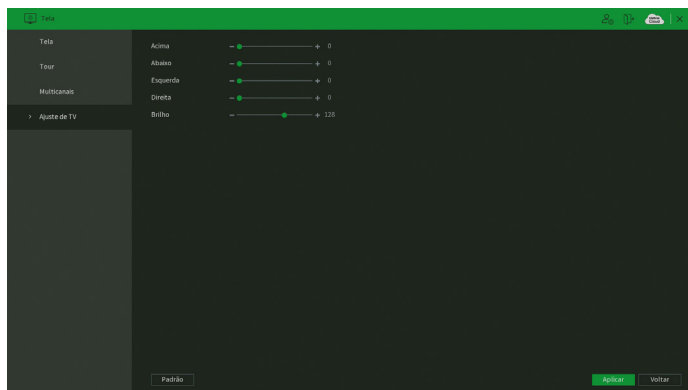 Tela
Tela
Tour
Multicanais
> Ajuste de TV
Acima - + 0
Abaixo - + 0
Esquerda - + 0
Direita - + 0
Brilho - + 128
Padrão
Aplicar
Voltar